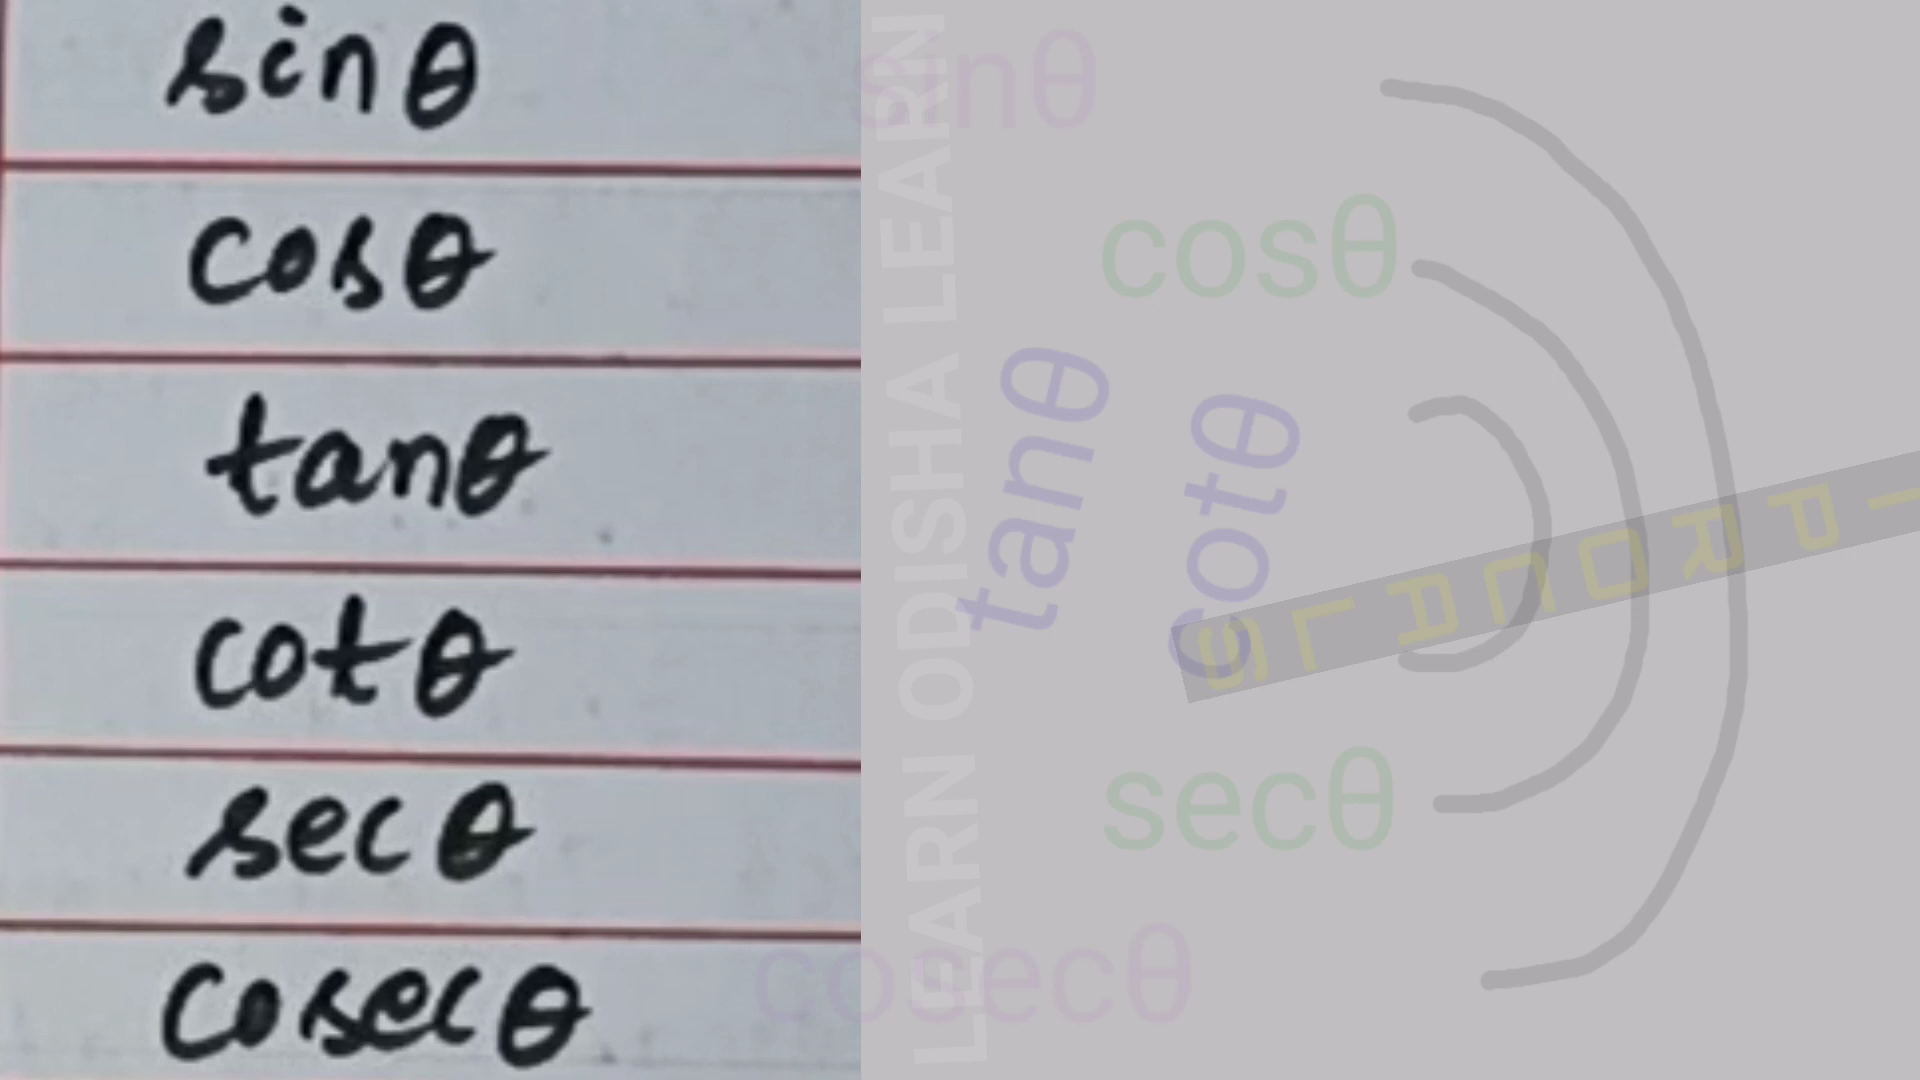 sinθ
cosθ
tanθ
cotθ
secθ
cosecθ
sinθ
cosθ
tanθ
cotθ
secθ
cosecθ
LEARN ODISHA LEARN